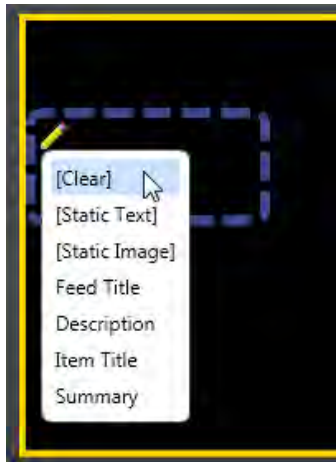 [Clear]
[Static Text]
[Static Image]
Feed Title
Description
Item Title
Summary